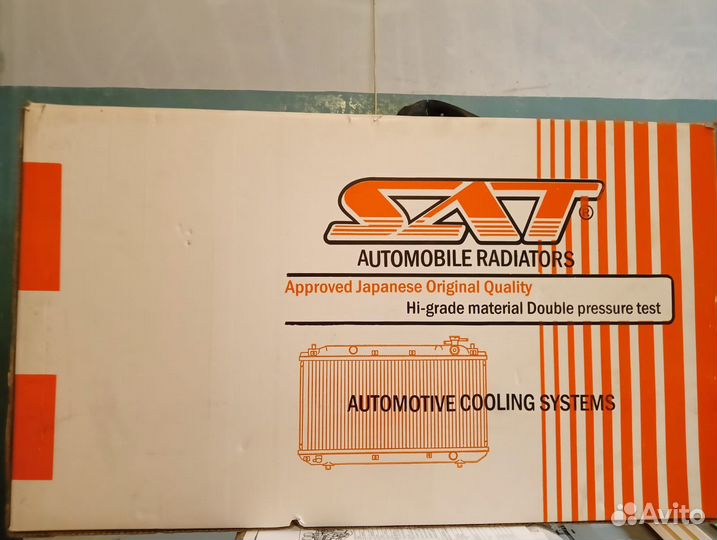 SAT®
AUTOMOBILE RADIATORS
Approved Japanese Original Quality
Hi-grade material Double pressure test
AUTOMOTIVE COOLING SYSTEMS
Avito